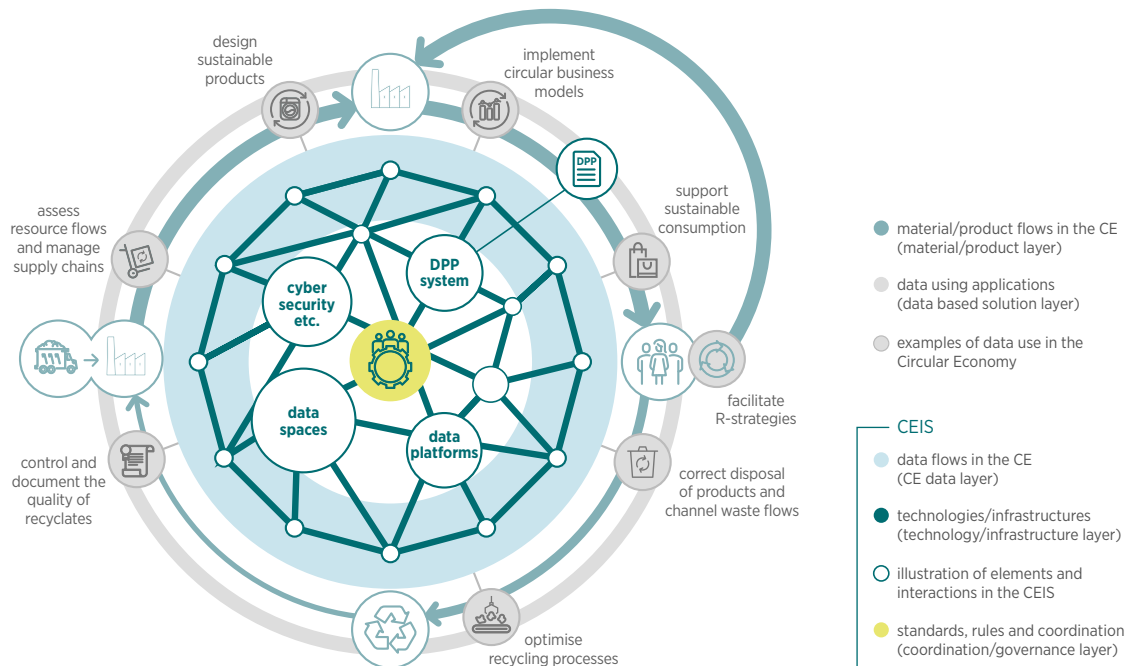 design
sustainable
products
implement
circular business
models
DPP
support
sustainable
consumption
assess
resource flows
and manage
supply chains
cyber
security
etc.
DPP
system
data
spaces
data
platforms
facilitate
R-strategies
control and
document the
quality of
recyclates
correct disposal
of products and
channel waste flows
optimise
recycling processes
material/product flows in the CE
(material/product layer)
data using applications
(data based solution layer)
examples of data use in the
Circular Economy
CEIS
data flows in the CE
(CE data layer)
technologies/infrastructures
(technology/infrastructure layer)
illustration of elements and
interactions in the CEIS
standards, rules and coordination
(coordination/governance layer)